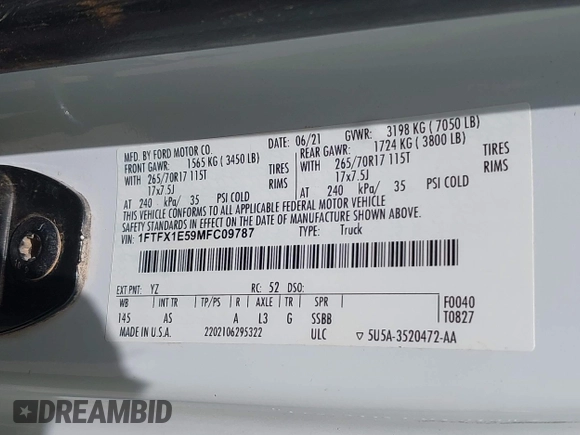 MFD. BY FORD MOTOR CO. DATE: 06/21 GVWR: 3198 KG ( 7050 LB)
FRONT GAWR: 1565 KG ( 3450 LB) REAR GAWR: 1724 KG ( 3800 LB)
WITH 265/70R17 115T TIRES WITH 265/70R17 115T TIRES
17x7.5J RIMS 17x7.5J RIMS
AT 240 kPa/ 35 PSI COLD AT 240 kPa/ 35 PSI COLD
THIS VEHICLE CONFORMS TO ALL APPLICABLE FEDERAL MOTOR VEHICLE
SAFETY STANDARDS IN EFFECT ON THE DATE OF MANUFACTURE SHOWN ABOVE.
VIN: 1FTFX1E59MFC09787 TYPE: Truck
EXT PNT: YZ RC: 52 DSO:
WB INT TR TP/PS R AXLE TR SPR F0040
145 AS A L3 G SSBB T0827
MADE IN U.S.A. 2202106295322 ULC ▽ 5U5A-3520472-AA
DREAMBID